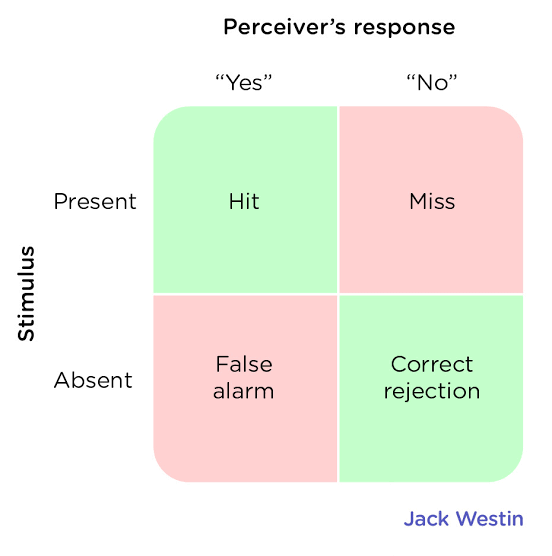 Perceiver’s response
“Yes” “No”
Present Hit Miss
Stimulus
Absent False alarm Correct rejection
Jack Westin